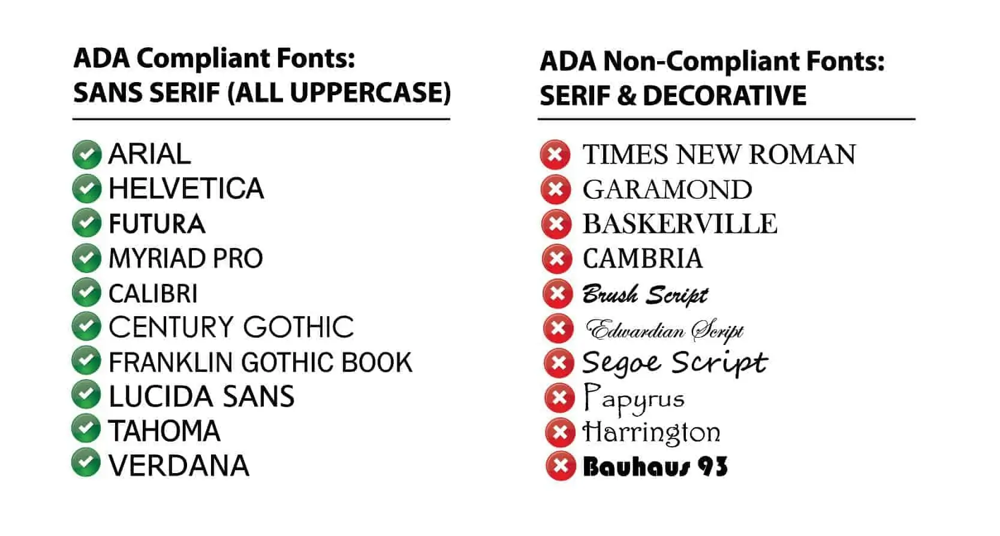 ADA Compliant Fonts:
SANS SERIF (ALL UPPERCASE)
ARIAL
HELVETICA
FUTURA
MYRIAD PRO
CALIBRI
CENTURY GOTHIC
FRANKLIN GOTHIC BOOK
LUCIDA SANS
TAHOMA
VERDANA
ADA Non-Compliant Fonts:
SERIF & DECORATIVE
TIMES NEW ROMAN
GARAMOND
BASKERVILLE
CAMBRIA
Brush Script
Edwardian Script
Segoe Script
Papyrus
Harrington
Bauhaus 93